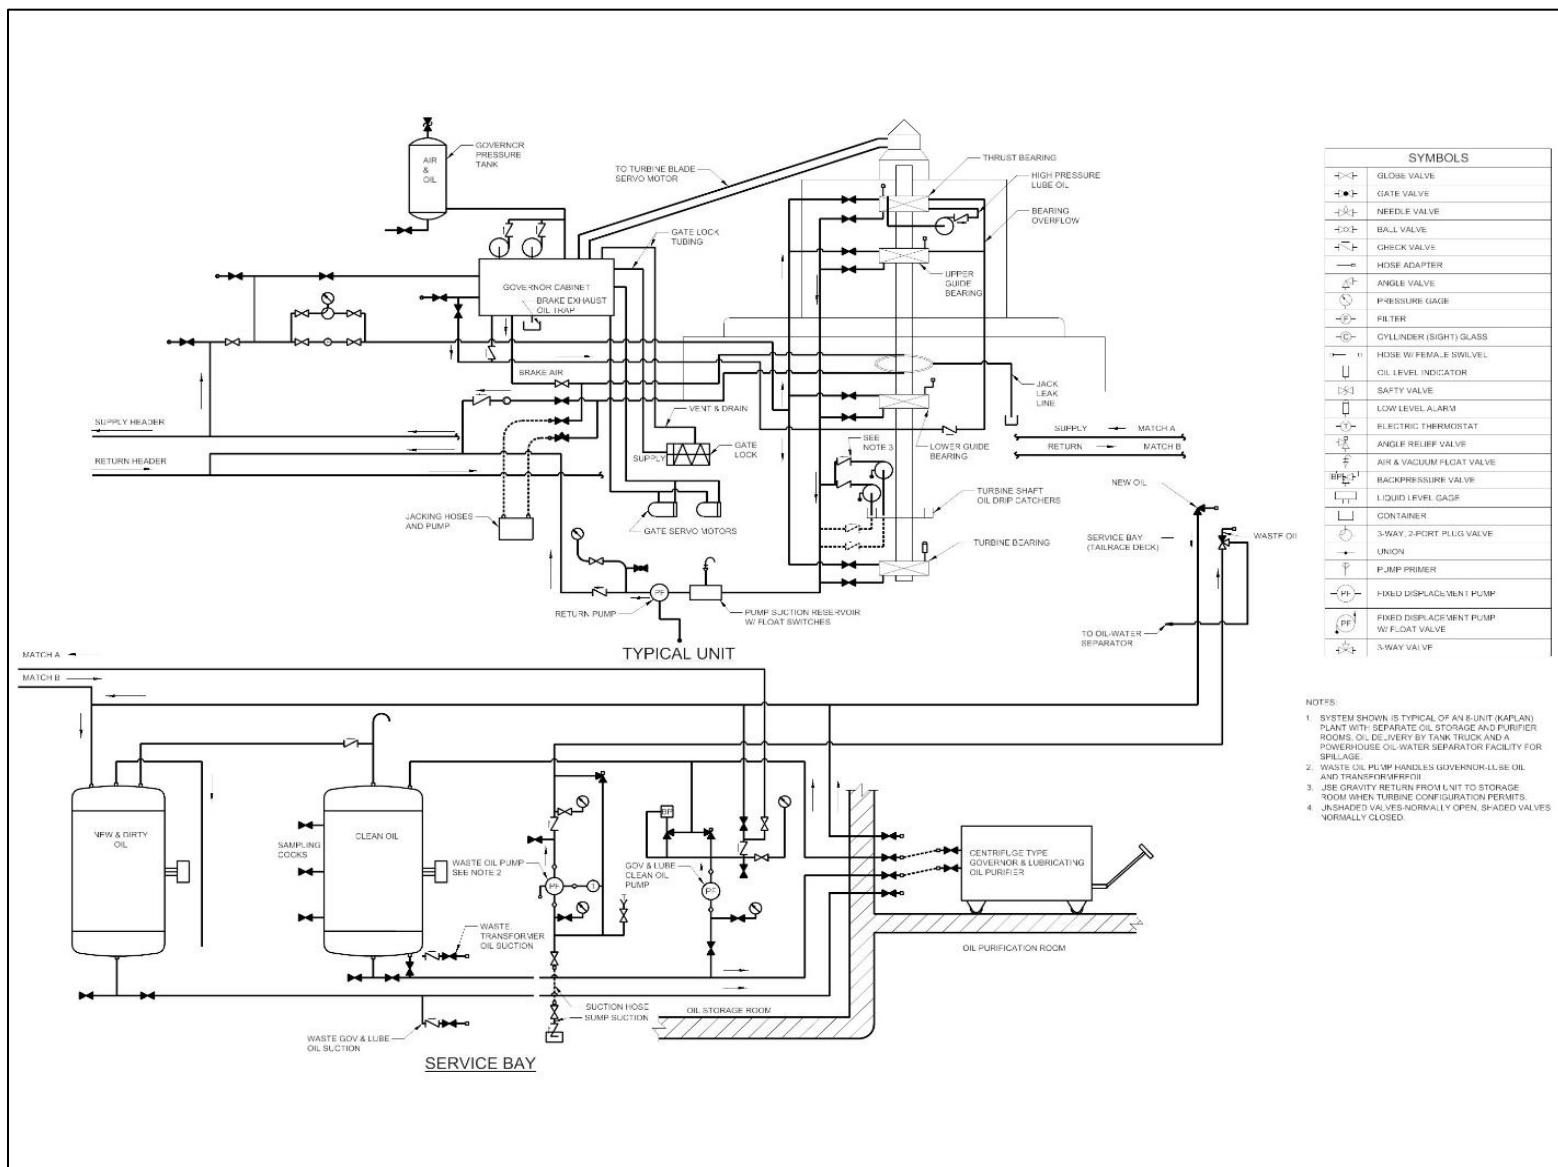 AIR
&
OIL
GOVERNOR
PRESSURE
TANK
TO TURBINE BLADE
SERVO MOTOR
THRUST BEARING
HIGH PRESSURE
LUBE OIL
BEARING
OVERFLOW
GATE LOCK
TUBING
GOVERNOR CABINET
BRAKE EXHAUST
OIL TRAP
UPPER
GUIDE
BEARING
BRAKE AIR
JACK
LEAK
LINE
VENT & DRAIN
SUPPLY HEADER
RETURN HEADER
SUPPLY
GATE
LOCK
SEE
NOTE 3
LOWER GUIDE
BEARING
SUPPLY
MATCH A
RETURN
MATCH B
JACKING HOSES
AND PUMP
GATE SERVO MOTORS
TURBINE SHAFT
OIL DRIP CATCHERS
TURBINE BEARING
NEW OIL
SERVICE BAY
(TAILRACE DECK)
WASTE OIL
RETURN PUMP
PF
PUMP SUCTION RESERVOIR
W/ FLOAT SWITCHES
TO OIL-WATER
SEPARATOR
TYPICAL UNIT
MATCH A
MATCH B
NEW & DIRTY
OIL
CLEAN OIL
SAMPLING
COCKS
WASTE OIL PUMP
SEE NOTE 2
PF
T
BP
GOV & LUBE
CLEAN OIL
PUMP
PF
CENTRIFUGE TYPE
GOVERNOR & LUBRICATING
OIL PURIFIER
WASTE
TRANSFORMER
OIL SUCTION
OIL PURIFICATION ROOM
SUCTION HOSE
SUMP SUCTION
OIL STORAGE ROOM
WASTE GOV & LUBE
OIL SUCTION
SERVICE BAY
SYMBOLS
GLOBE VALVE
GATE VALVE
NEEDLE VALVE
BALL VALVE
CHECK VALVE
HOSE ADAPTER
ANGLE VALVE
PRESSURE GAGE
F FILTER
C CYLLINDER (SIGHT) GLASS
HOSE W/ FEMALE SWILVEL
OIL LEVEL INDICATOR
SAFTY VALVE
LOW LEVEL ALARM
T ELECTRIC THERMOSTAT
ANGLE RELIEF VALVE
AIR & VACUUM FLOAT VALVE
BP BACKPRESSURE VALVE
LIQUID LEVEL GAGE
CONTAINER
3-WAY, 2-PORT PLUG VALVE
UNION
PUMP PRIMER
PF FIXED DISPLACEMENT PUMP
PF FIXED DISPLACEMENT PUMP
W/ FLOAT VALVE
3-WAY VALVE
NOTES:
1. SYSTEM SHOWN IS TYPICAL OF AN 8-UNIT (KAPLAN)
PLANT WITH SEPARATE OIL STORAGE AND PURIFIER
ROOMS, OIL DELIVERY BY TANK TRUCK AND A
POWERHOUSE OIL-WATER SEPARATOR FACILITY FOR
SPILLAGE.
2. WASTE OIL PUMP HANDLES GOVERNOR-LUBE OIL
AND TRANSFORMEROIL
3. USE GRAVITY RETURN FROM UNIT TO STORAGE
ROOM WHEN TURBINE CONFIGURATION PERMITS.
4. UNSHADED VALVES-NORMALLY OPEN, SHADED VALVES
NORMALLY CLOSED.